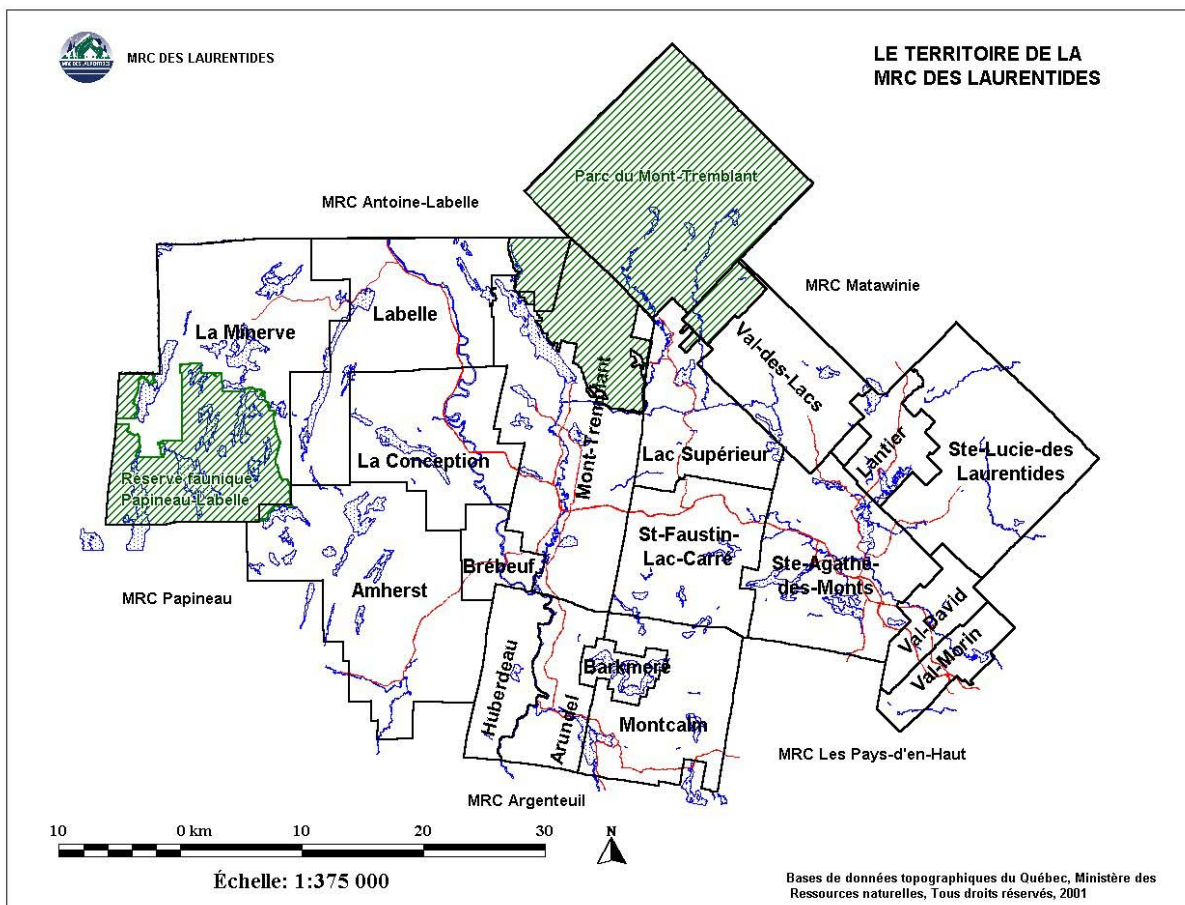 MRC DES LAURENTIDES
MRC DES LAURENTIDES
LE TERRITOIRE DE LA
MRC DES LAURENTIDES
Parc du Mont-Tremblant
MRC Antoine-Labelle
MRC Matawinie
Labelle
La Minerve
Val-des-Lacs
Mont-Tremblant
Lantier
Ste-Lucie-des
Laurentides
La Conception
Lac Supérieur
Réserve faunique
Papineau-Labelle
St-Faustin-
Lac-Carré
Ste-Agathe-
des-Monts
Brébeuf
Amherst
MRC Papineau
Val-David
Val-Morin
Huberdeau
Barkmere
Arundel
Montcalm
MRC Les Pays-d'en-Haut
MRC Argenteuil
10 0 km 10 20 30
N
Échelle: 1:375 000
Bases de données topographiques du Québec, Ministère des
Ressources naturelles, Tous droits réservés, 2001